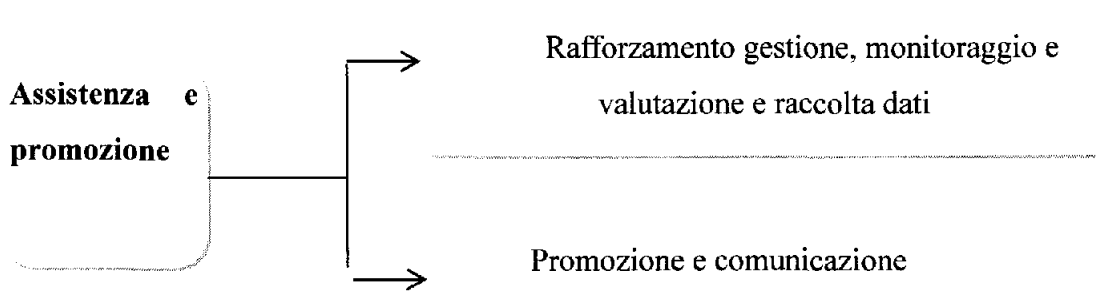 Assistenza e
promozione
Rafforzamento gestione, monitoraggio e
valutazione e raccolta dati
Promozione e comunicazione